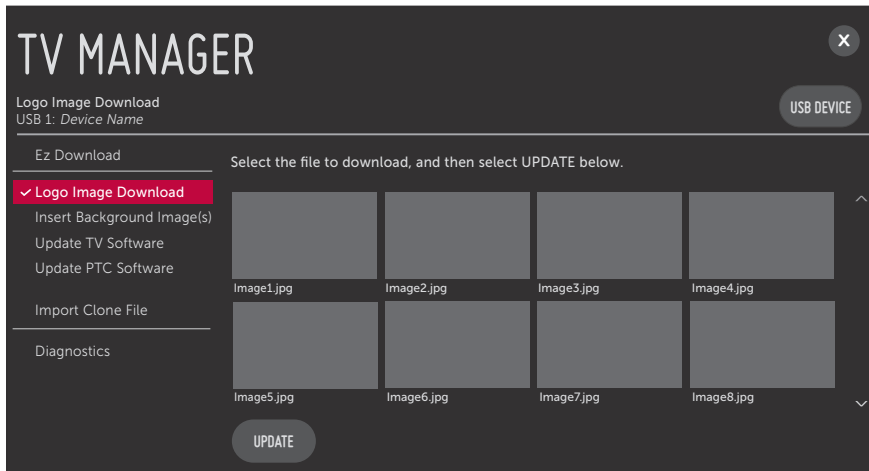 TV MANAGER
X
Logo Image Download
USB 1: Device Name
USB DEVICE
Ez Download
Logo Image Download
Insert Background Image(s)
Update TV Software
Update PTC Software
Import Clone File
Diagnostics
Select the file to download, and then select UPDATE below.
Image1.jpg Image2.jpg Image3.jpg Image4.jpg
Image5.jpg Image6.jpg Image7.jpg Image8.jpg
UPDATE